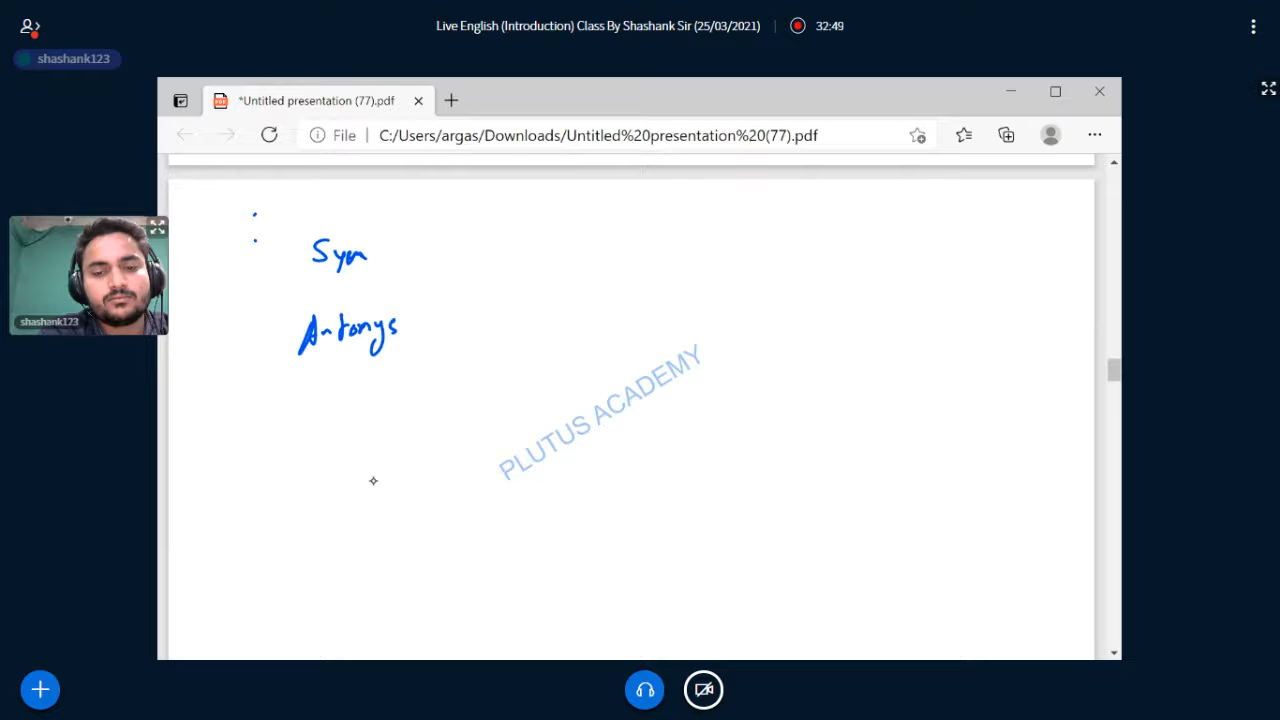 Live English (Introduction) Class By Shashank Sir (25/03/2021)
32:49
shashank123
*Untitled presentation (77).pdf
File
C:/Users/argas/Downloads/Untitled%20presentation%20(77).pdf
Syn
Antonys
shashank123
PLUTUS ACADEMY